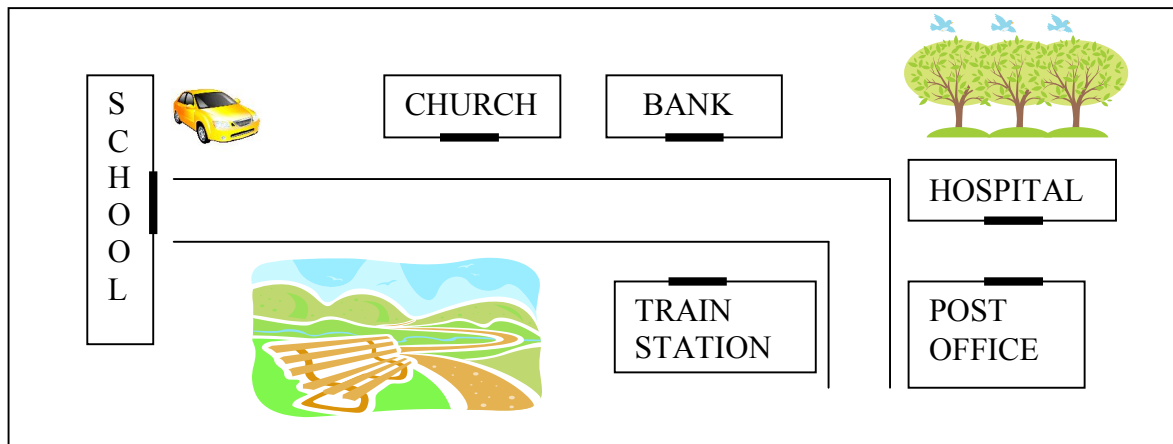 SCHOOL
CHURCH
BANK
HOSPITAL
TRAIN
STATION
POST
OFFICE